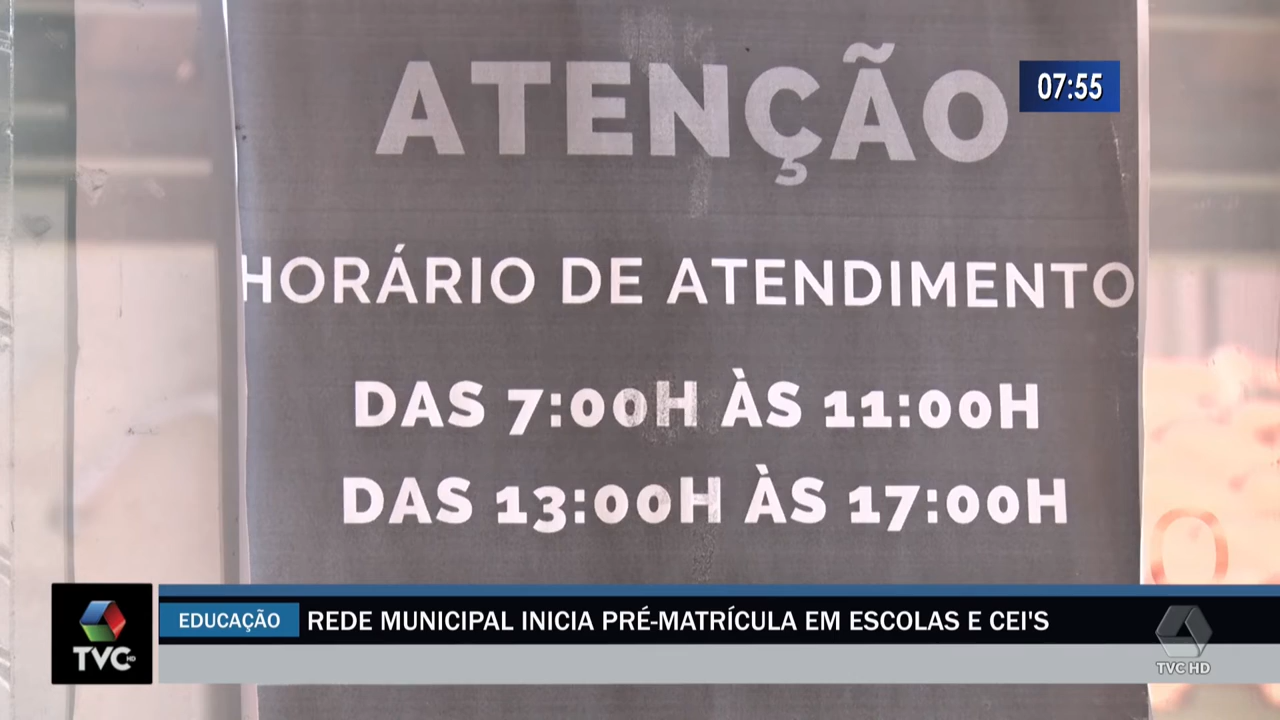 ATENÇÃO
07:55
HORÁRIO DE ATENDIMENTO
DAS 7:00H ÀS 11:00H
DAS 13:00H ÀS 17:00H
EDUCAÇÃO REDE MUNICIPAL INICIA PRÉ-MATRÍCULA EM ESCOLAS E CEI'S
TVC HD
TVC HD